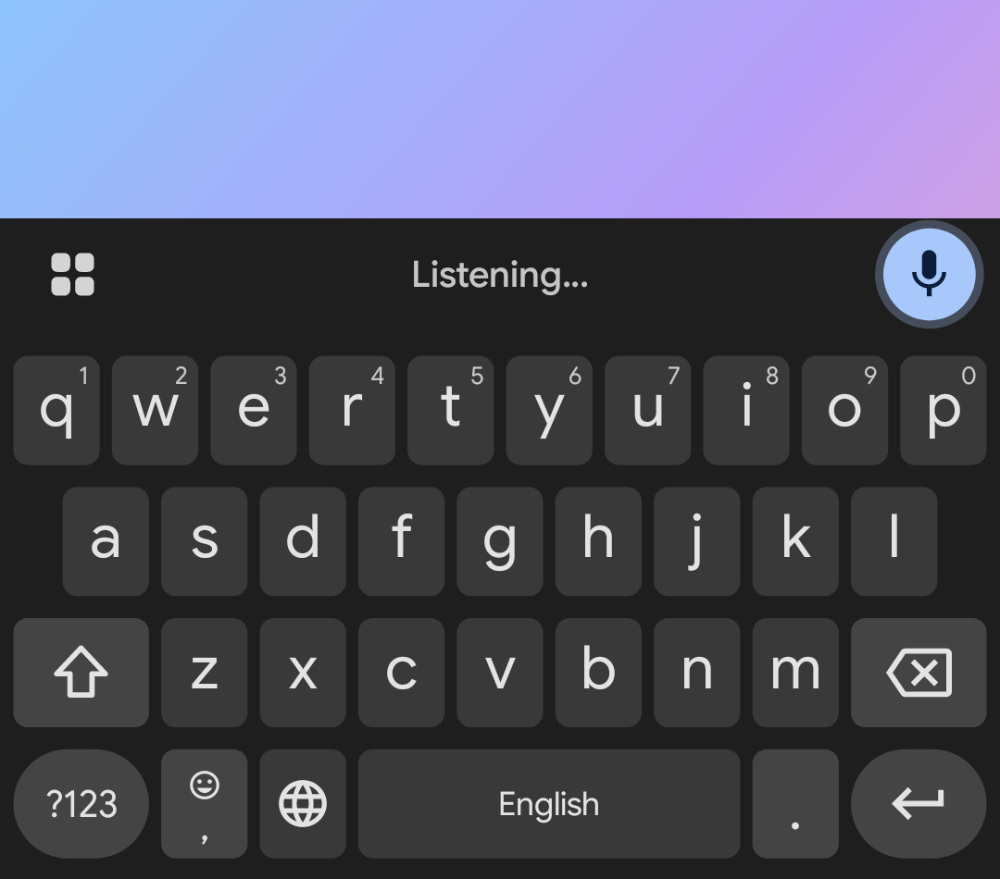 Listening...
q1 w2 e3 r4 t5 y6 u7 i8 o9 p0
a s d f g h j k l
z x c v b n m
?123 , English .